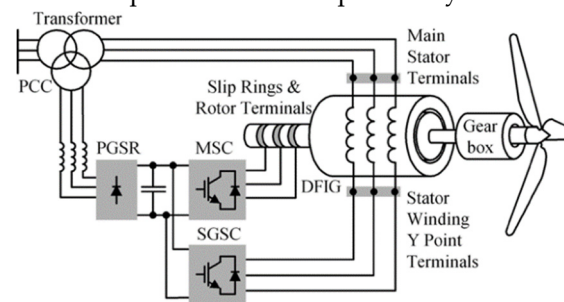 Transformer
Main
Stator
Terminals
PCC
Slip Rings &
Rotor Terminals
PGSR
MSC
Gear
box
DFIG
Stator
Winding
Y Point
Terminals
SGSC